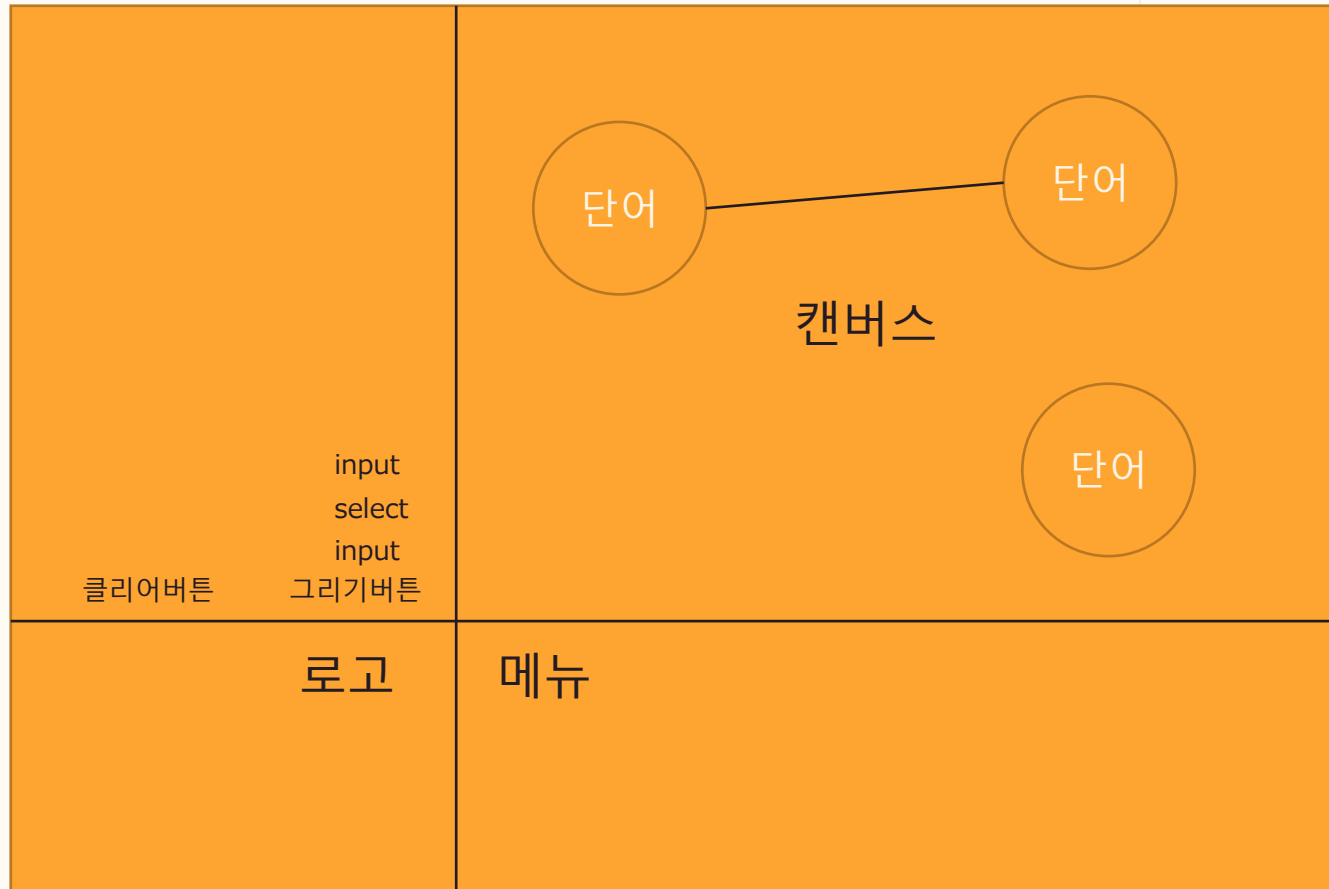 단어
단어
캔버스
단어
input
select
input
클리어버튼 그리기버튼
로고 메뉴